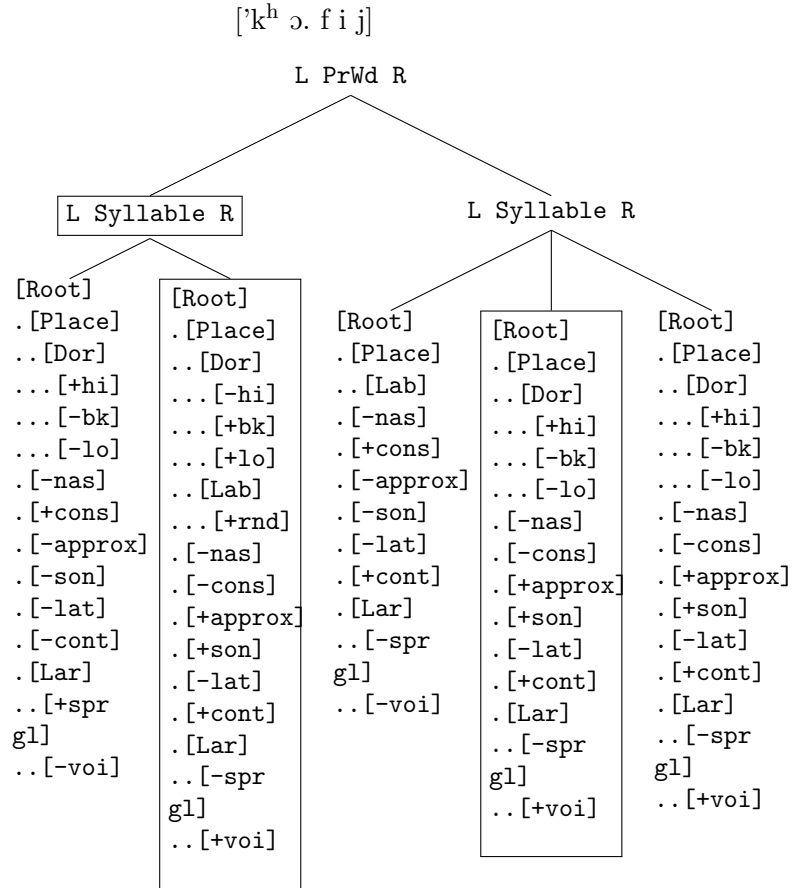 ['kʰ ɔ. f i j]
L PrWd R
L Syllable R
L Syllable R
[Root]
.[Place]
..[Dor]
...[+hi]
...[-bk]
...[-lo]
.[-nas]
.[+cons]
.[-approx]
.[-son]
.[-lat]
.[-cont]
.[Lar]
..[+spr
gl]
..[-voi]
[Root]
.[Place]
..[Dor]
...[-hi]
...[+bk]
...[+lo]
..[Lab]
...[+rnd]
.[-nas]
.[-cons]
.[+approx]
.[+son]
.[-lat]
.[+cont]
.[Lar]
..[-spr
gl]
..[+voi]
[Root]
.[Place]
..[Lab]
.[-nas]
.[+cons]
.[-approx]
.[-son]
.[-lat]
.[+cont]
.[Lar]
..[-spr
gl]
..[-voi]
[Root]
.[Place]
..[Dor]
...[+hi]
...[-bk]
...[-lo]
.[-nas]
.[-cons]
.[+approx]
.[+son]
.[-lat]
.[+cont]
.[Lar]
..[-spr
gl]
..[+voi]
[Root]
.[Place]
..[Dor]
...[+hi]
...[-bk]
...[-lo]
.[-nas]
.[-cons]
.[+approx]
.[+son]
.[-lat]
.[+cont]
.[Lar]
..[-spr
gl]
..[+voi]